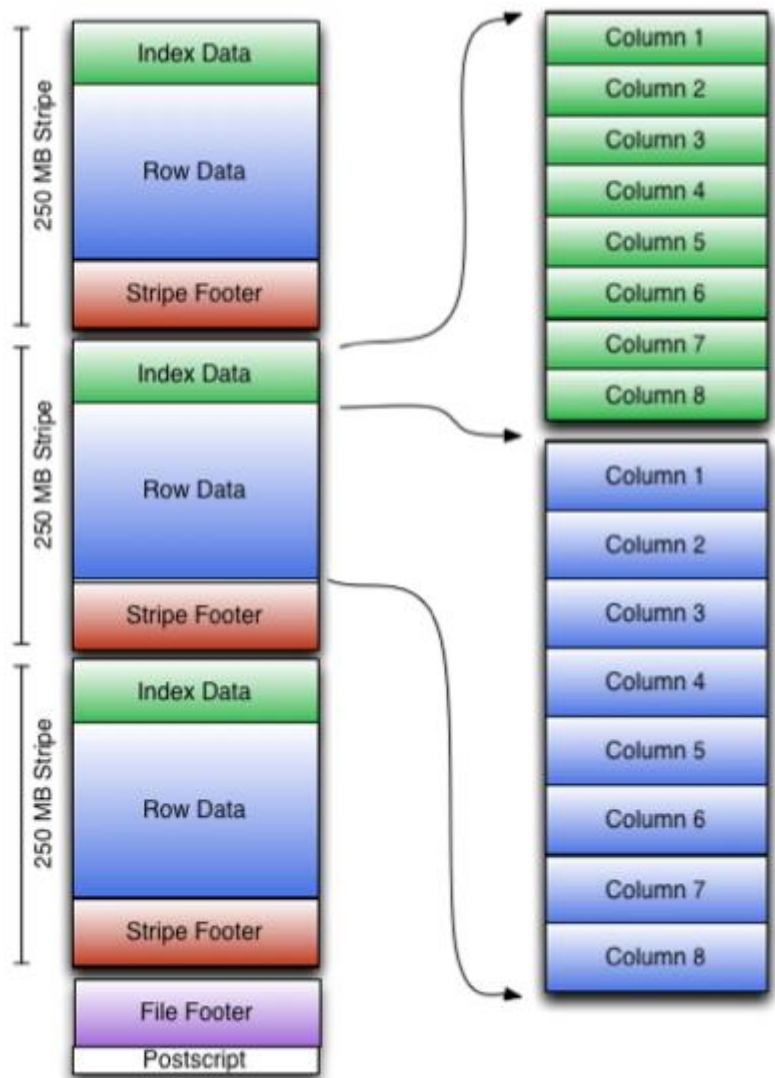 250 MB Stripe
Index Data
Row Data
Stripe Footer
250 MB Stripe
Index Data
Row Data
Stripe Footer
250 MB Stripe
Index Data
Row Data
Stripe Footer
File Footer
Postscript
Column 1
Column 2
Column 3
Column 4
Column 5
Column 6
Column 7
Column 8
Column 1
Column 2
Column 3
Column 4
Column 5
Column 6
Column 7
Column 8